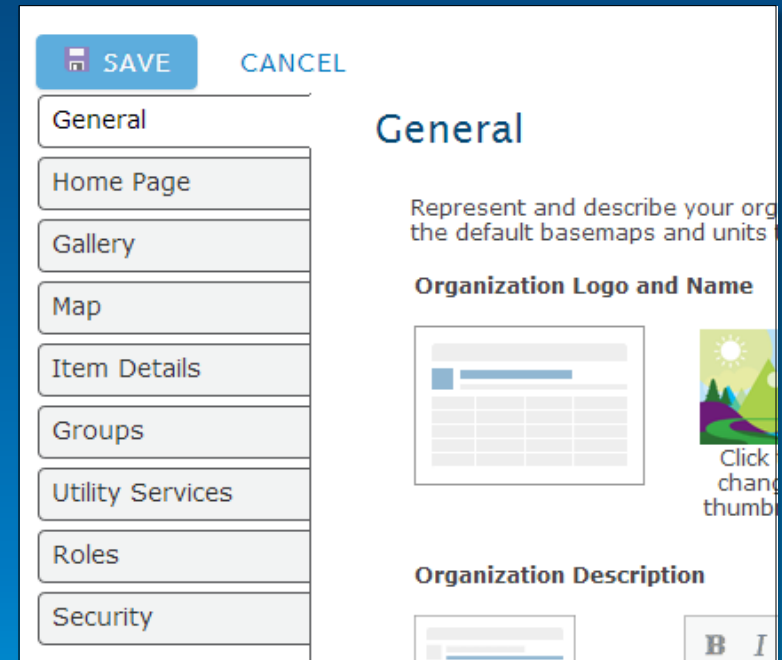 SAVE CANCEL
General
Home Page
Gallery
Map
Item Details
Groups
Utility Services
Roles
Security
General
Represent and describe your org
the default basemaps and units
Organization Logo and Name
Click
chang
thumb
Organization Description
B I